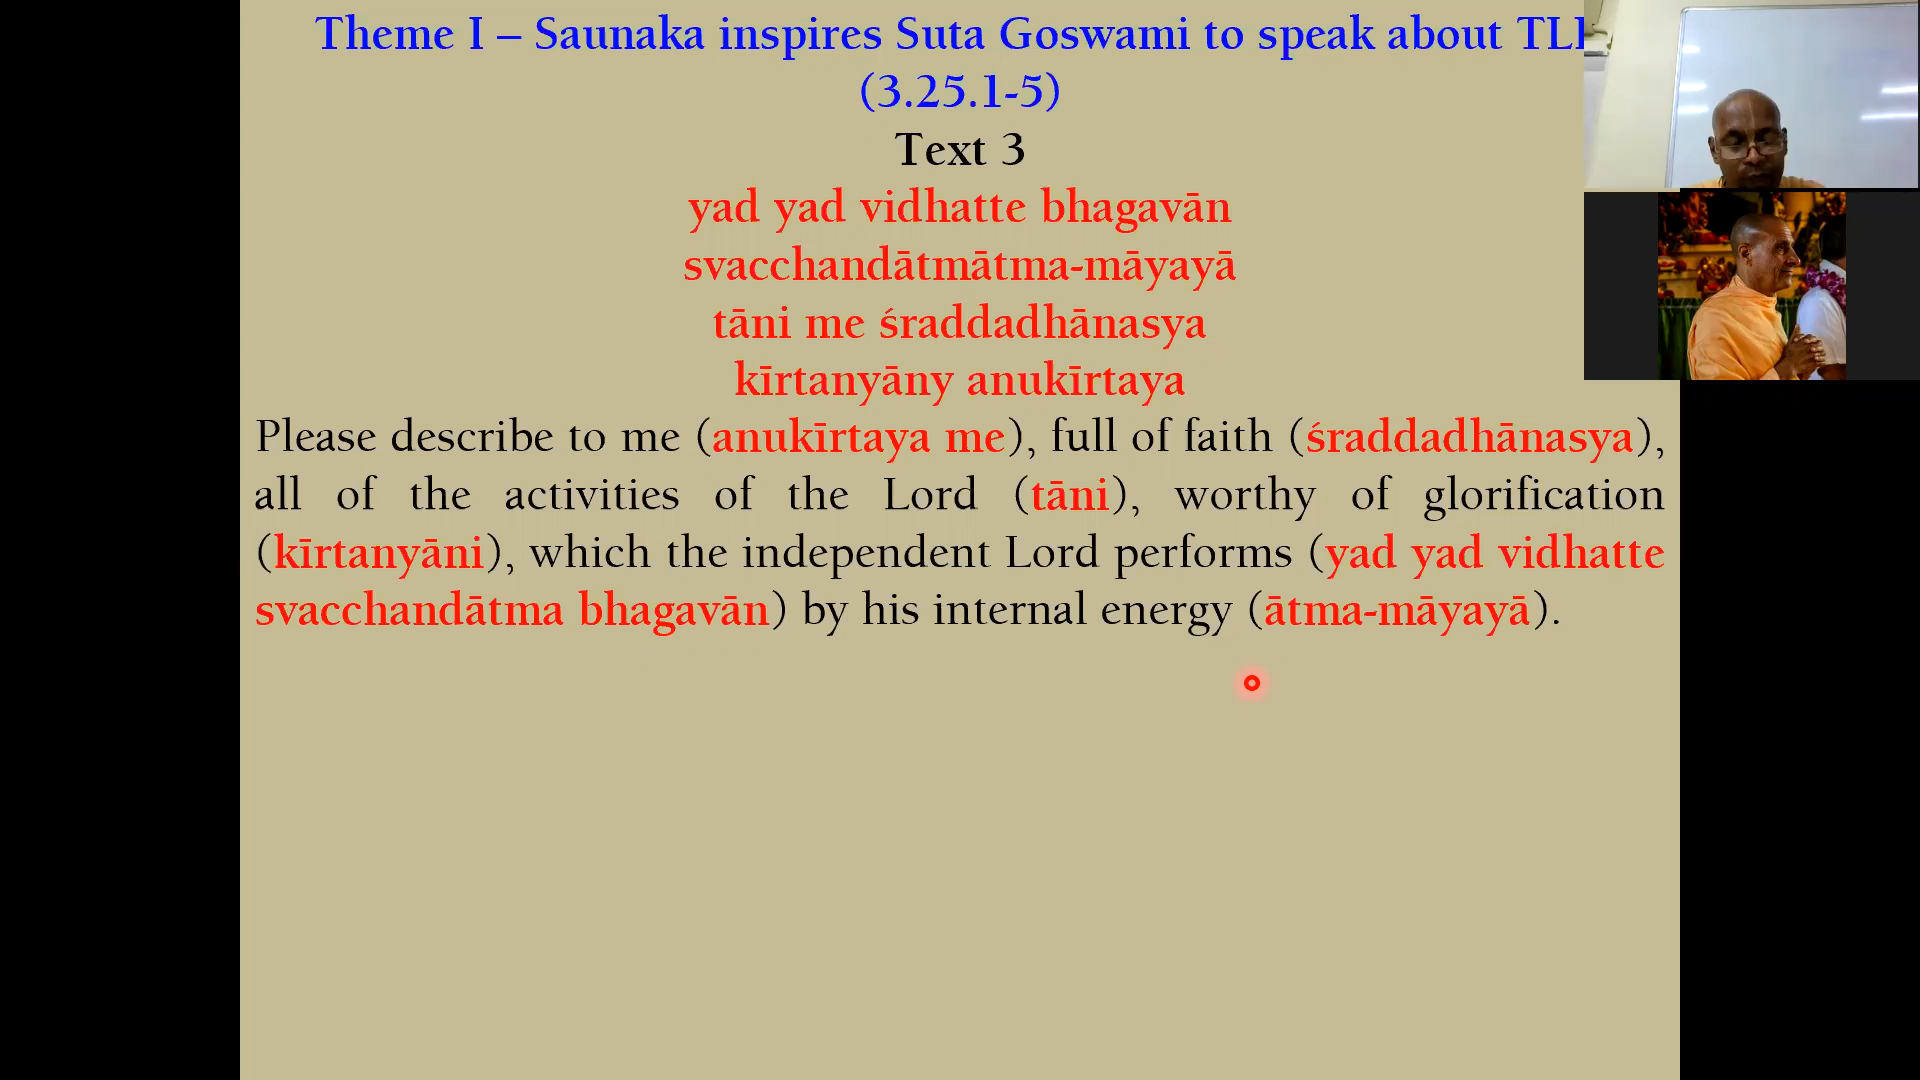 Theme I – Saunaka inspires Suta Goswami to speak about
(3.25.1-5)
Text 3
yad yad vidhatte bhagavān
svacchandātmātma-māyayā
tāni me śraddadhānasya
kīrtanyāny anukīrtaya
Please describe to me (anukīrtaya me), full of faith (śraddadhānasya),
all of the activities of the Lord (tāni), worthy of glorification
(kīrtanyāni), which the independent Lord performs (yad yad vidhatte
svacchandātma bhagavān) by his internal energy (ātma-māyayā).